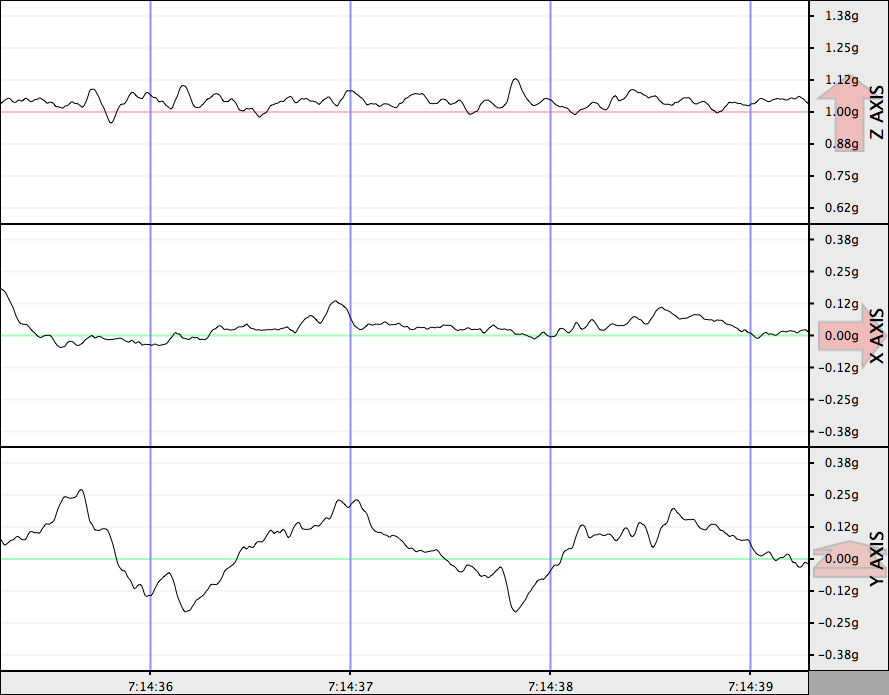 1.38g
1.25g
1.12g
1.00g
0.88g
0.75g
0.62g
Z AXIS
0.38g
0.25g
0.12g
0.00g
-0.12g
-0.25g
-0.38g
X AXIS
0.38g
0.25g
0.12g
0.00g
-0.12g
-0.25g
-0.38g
Y AXIS
7:14:36 7:14:37 7:14:38 7:14:39